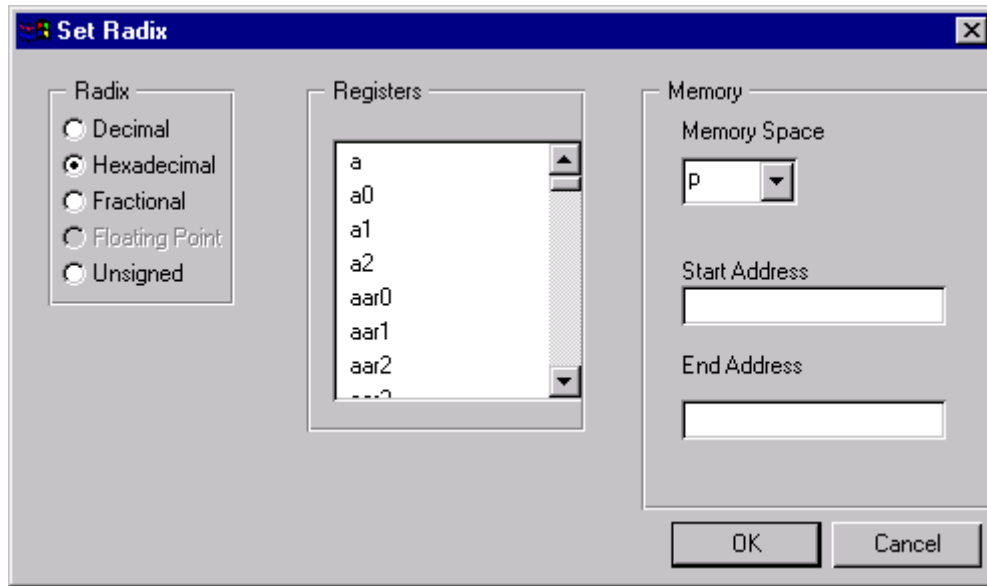 Set Radix
Radix
Decimal
Hexadecimal
Fractional
Floating Point
Unsigned
Registers
a
a0
a1
a2
aar0
aar1
aar2
Memory
Memory Space
p
Start Address
End Address
OK
Cancel